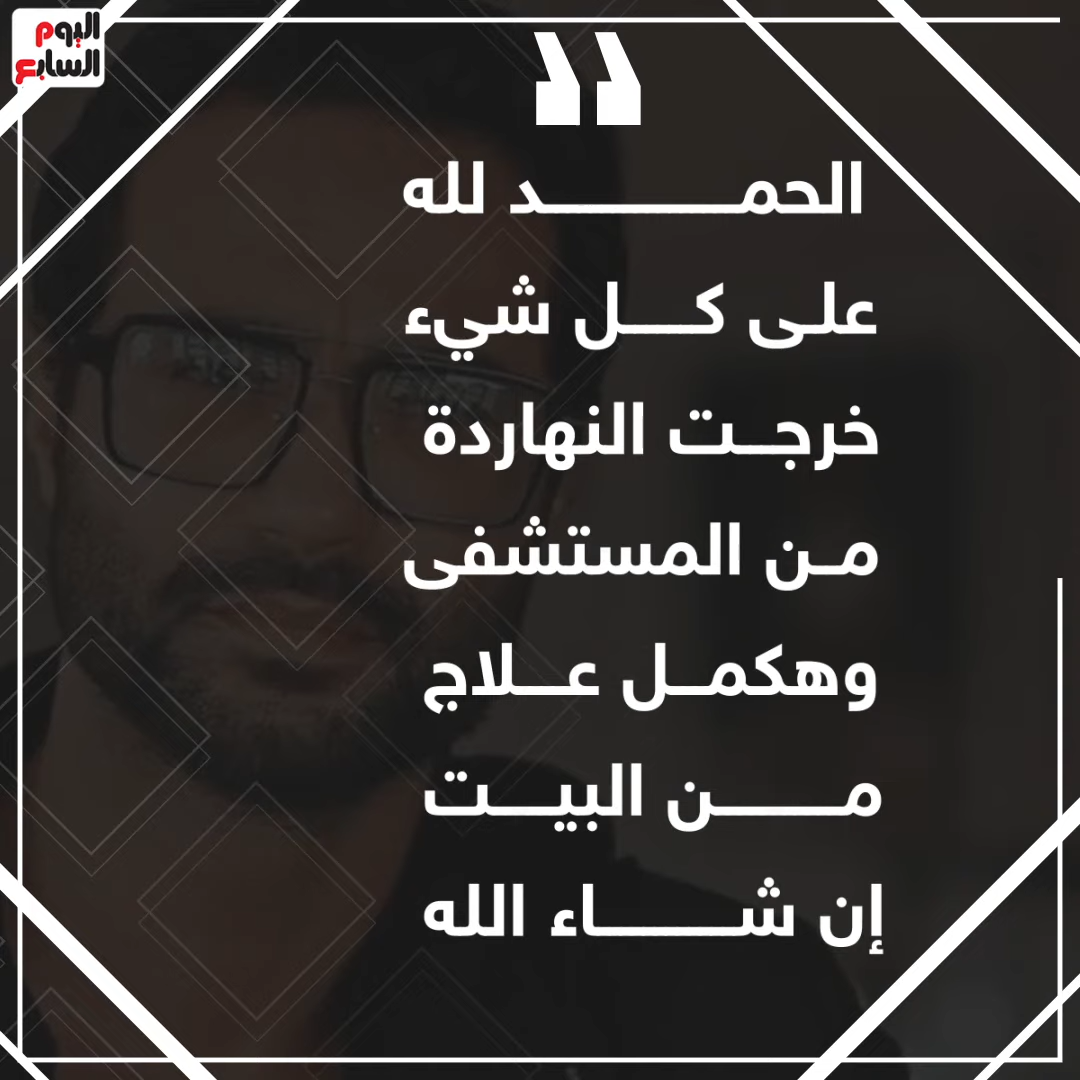 اليوم
السابع
الحمد لله
على كل شيء
خرجت النهاردة
من المستشفى
وهكمل علاج
من البيت
إن شاء الله